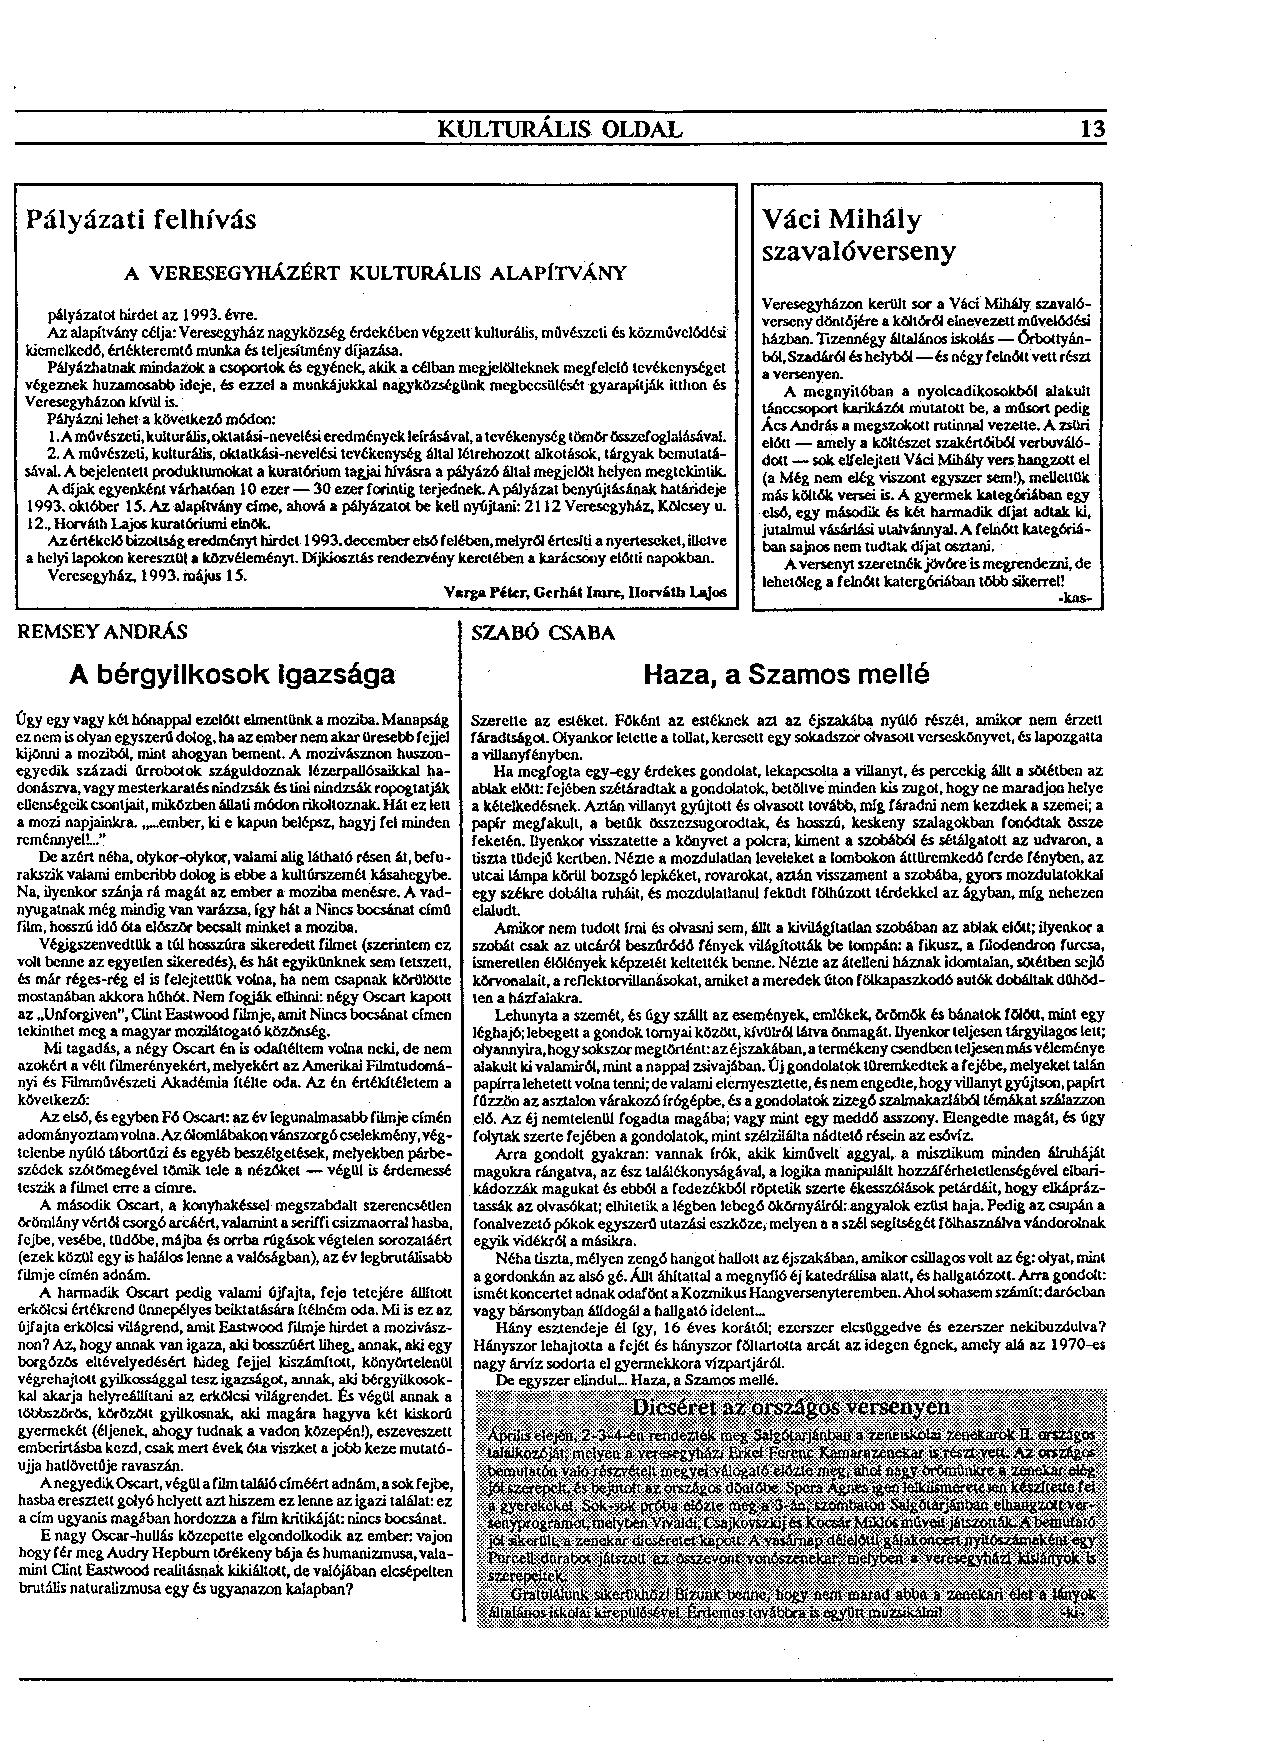 KULTURÁLIS OLDAL 13
Pályázati felhívás
A VERESEGYHÁZÉRT KULTURÁLIS ALAPÍTVÁNY
pályázatot hirdet az 1993. évre.
Az alapítvány célja: Veresegyház nagyközség érdekében végzett kulturális, művészeti és közművelődési
kiemelkedő, értékteremtő munka és teljesítmény díjazása.
Pályázhatnak mindazok a csoportok és egyének, akik a célban megjelölteknek megfelelő tevékenységet
végeznek huzamosabb ideje, és ezzel a munkájukkal nagyközségünk megbecsülését gyarapítják itthon és
Veresegyházon kívül is.
Pályázni lehet a következő módon:
1. A művészeti, kulturális, oktatási-nevelési eredmények leírásával, a tevékenység tömör összefoglalásával.
2. A művészeti, kulturális, oktatkási-nevelési tevékenység által létrehozott alkotások, tárgyak bemutatá-
sával. A bejelentett produktumokat a kuratórium tagjai hívásra a pályázó által megjelölt helyen megtekintik.
A díjak egyenként várhatóan 10 ezer — 30 ezer forintig terjednek. A pályázat benyújtásának határideje
1993. október 15. Az alapítvány címe, ahová a pályázatot be kell nyújtani: 2112 Veresegyház, Kölcsey u.
12., Horváth Lajos kuratóriumi elnök.
Az értékelő bizottság eredményt hirdet 1993. december első felében, melyről értesíti a nyerteseket, illetve
a helyi lapokon keresztül a közvéleményt. Díjkiosztás rendezvény keretében a karácsony előtti napokban.
Veresegyház, 1993. május 15.
Varga Péter, Gerhát Imre, Horváth Lajos
Váci Mihály
szavalóverseny
Veresegyházon került sor a Váci Mihály szavaló-
verseny döntőjére a költőről elnevezett művelődési
házban. Tizennégy általános iskolás — Őrbottyán-
ból, Szadáról és helyből — és négy felnőtt vett részt
a versenyen.
A megnyitóban a nyolcadikosokból alakult
tánccsoport karikázót mutatott be, a műsort pedig
Ács András a megszokott rutinnal vezette. A zsűri
előtt — amely a költészet szakértőiből verbuváló-
dott — sok elfelejtett Váci Mihály vers hangzott el
(a Még nem elég viszont egyszer sem!), mellettük
más költők versei is. A gyermek kategóriában egy
első, egy második és két harmadik díjat adtak ki,
jutalmul vásárlási utalvánnyal. A felnőtt kategóriá-
ban sajnos nem tudtak díjat osztani.
A versenyt szeretnék jövőre is megrendezni, de
lehetőleg a felnőtt katergóriában több sikerrel!
-kas-
REMSEY ANDRÁS
A bérgyilkosok igazsága
Úgy egy vagy két hónappal ezelőtt elmentünk a moziba. Manapság
ez nem is olyan egyszerű dolog, ha az ember nem akar üresebb fejjel
kijönni a moziból, mint ahogyan bement. A mozivásznon huszon-
egyedik századi űrrobotok száguldoznak lézerpallósaikkal ha-
donászva, vagy mesterkaratés nindzsák és tini nindzsák ropogtatják
ellenségeik csontjait, miközben állati módon rikoltoznak. Hát ez lett
a mozi napjainkra. „...ember, ki e kapun belépsz, hagyj fel minden
reménnyel!...”
De azért néha, olykor-olykor, valami alig látható résen át, befu-
rakszik valami emberibb dolog is ebbe a kultúrszemét kásahegybe.
Na, ilyenkor szánja rá magát az ember a moziba menésre. A vad-
nyugatnak még mindig van varázsa, így hát a Nincs bocsánat című
film, hosszú idő óta először becsalt minket a moziba.
Végigszenvedtük a túl hosszúra sikeredett filmet (szerintem ez
volt benne az egyetlen sikeredés), és hát egyikünknek sem tetszett,
és már réges-rég el is felejtettük volna, ha nem csapnak körülötte
mostanában akkora hűhót. Nem fogják elhinni: négy Oscart kapott
az „Unforgiven”, Clint Eastwood filmje, amit Nincs bocsánat címen
tekinthet meg a magyar mozilátogató közönség.
Mi tagadás, a négy Oscart én is odaítéltem volna neki, de nem
azokért a vélt filmerényekért, melyekért az Amerikai Filmtudomá-
nyi és Filmművészeti Akadémia ítélte oda. Az én értékítéletem a
következő:
Az első, és egyben Fő Oscart: az év legunalmasabb filmje címén
adományoztam volna. Az ólomlábakon vánszorgó cselekmény, vég-
telenbe nyúló tábortűzi és egyéb beszélgetések, melyekben párbe-
szédek szótömegével tömik tele a nézőket — végül is érdemessé
teszik a filmet erre a címre.
A második Oscart, a konyhakéssel megszabdalt szerencsétlen
örömlány vértől csorgó arcáért, valamint a seriffi csizmaorral hasba,
fejbe, vesébe, tüdőbe, májba és orrba rúgások végtelen sorozatáért
(ezek közül egy is halálos lenne a valóságban), az év legbrutálisabb
filmje címén adnám.
A harmadik Oscart pedig valami újfajta, feje tetejére állított
erkölcsi értékrend ünnepélyes beiktatására ítélném oda. Mi is ez az
újfajta erkölcsi világrend, amit Eastwood filmje hirdet a mozivász-
non? Az, hogy annak van igaza, aki bosszúért liheg, annak, aki egy
borgőzös eltévelyedésért hideg fejjel kiszámított, könyörtelenül
végrehajtott gyilkossággal tesz igazságot, annak, aki bérgyilkosok-
kal akarja helyreállítani az erkölcsi világrendet. És végül annak a
többszörös, körözött gyilkosnak, aki magára hagyva két kiskorú
gyermekét (éljenek, ahogy tudnak a vadon közepén!), eszeveszett
emberirtásba kezd, csak mert évek óta viszket a jobb keze mutató-
ujja hatlövetűje ravaszán.
A negyedik Oscart, végül a film találó címéért adnám, a sok fejbe,
hasba eresztett golyó helyett azt hiszem ez lenne az igazi találat: ez
a cím ugyanis magában hordozza a film kritikáját: nincs bocsánat.
E nagy Oscar-hullás közepette elgondolkodik az ember: vajon
hogy fér meg Audry Hepburn törékeny bája és humanizmusa, vala-
mint Clint Eastwood realitásnak kikiáltott, de valójában elcsépelten
brutális naturalizmusa egy és ugyanazon kalapban?
SZABÓ CSABA
Haza, a Szamos mellé
Szerette az estéket. Főként az estéknek azt az éjszakába nyúló részét, amikor nem érzett
fáradtságot. Olyankor letette a tollat, keresett egy sokadszor olvasott verseskönyvet, és lapozgatta
a villanyfényben.
Ha megfogta egy-egy érdekes gondolat, lekapcsolta a villanyt, és percekig állt a sötétben az
ablak előtt: fejében szétáradtak a gondolatok, betöltve minden kis zugot, hogy ne maradjon helye
a kételkedésnek. Aztán villanyt gyújtott és olvasott tovább, míg fáradni nem kezdtek a szemei; a
papír megfakult, a betűk összezsugorodtak, és hosszú, keskeny szalagokban fonódtak össze
feketén. Ilyenkor visszatette a könyvet a polcra, kiment a szobából és sétálgatott az udvaron, a
tiszta tüdejű kertben. Nézte a mozdulatlan leveleket a lombokon áttüremkedő ferde fényben, az
utcai lámpa körül bozsgó lepkéket, rovarokat, aztán visszament a szobába, gyors mozdulatokkal
egy székre dobálta ruháit, és mozdulatlanul feküdt fölhúzott térdekkel az ágyban, míg nehezen
elaludt.
Amikor nem tudott írni és olvasni sem, állt a kivilágítatlan szobában az ablak előtt; ilyenkor a
szobát csak az utcáról beszűrődő fények világították be tompán: a fikusz, a filodendron furcsa,
ismeretlen élőlények képzetét keltették benne. Nézte az átelleni háznak idomtalan, sötétben sejlő
körvonalait, a reflektorvillanásokat, amiket a meredek úton fölkapaszkodó autók dobáltak dühöd-
ten a házfalakra.
Lehunyta a szemét, és úgy szállt az események, emlékek, örömök és bánatok fölött, mint egy
léghajó; lebegett a gondok tornyai között, kívülről látva önmagát. Ilyenkor teljesen tárgyilagos lett;
olyannyira, hogy sokszor megtörtént: az éjszakában, a termékeny csendben teljesen más véleménye
alakult ki valamiről, mint a nappal zsivajában. Új gondolatok türemkedtek a fejébe, melyeket talán
papírra lehetett volna tenni; de valami elernyesztette, és nem engedte, hogy villanyt gyújtson, papírt
fűzzön az asztalon várakozó írógépbe, és a gondolatok zizegő szalmakazlából témákat szálazzon
elő. Az éj nemtelenül fogadta magába; vagy mint egy meddő asszony. Elengedte magát, és úgy
folytak szerte fejében a gondolatok, mint szélzilálta nádtető résein az esővíz.
Arra gondolt gyakran: vannak írók, akik kiművelt aggyal, a misztikum minden álruháját
magukra rángatva, az ész találékonyságával, a logika manipulált hozzáférhetetlenségével elbari-
kádozzák magukat és ebből a fedezékből röptetik szerte ékesszólások petárdáit, hogy elkápráz-
tassák az olvasókat; elhitetik a légben lebegő ökörnyálról: angyalok ezüst haja. Pedig az csupán a
fonalvezető pókok egyszerű utazási eszköze, melyen a a szél segítségét fölhasználva vándorolnak
egyik vidékről a másikra.
Néha tiszta, mélyen zengő hangot hallott az éjszakában, amikor csillagos volt az ég: olyat, mint
a gordonkán az alsó gé. Állt áhítattal a megnyíló éj katedrálisa alatt, és hallgatózott. Arra gondolt:
ismét koncertet adnak odafönt a Kozmikus Hangversenyteremben. Ahol sohasem számít: darócban
vagy bársonyban álldogál a hallgató idelent...
Hány esztendeje él így, 16 éves korától; ezerszer elcsüggedve és ezerszer nekibuzdulva?
Hányszor lehajtotta a fejét és hányszor föltartotta arcát az idegen égnek, amely alá az 1970-es
nagy árvíz sodorta el gyermekkora vízpartjáról.
De egyszer elindul... Haza, a Szamos mellé.
Dicséret az országos versenyen
Április elején, 2-3-4-én rendezték meg Salgótarjánban a zeneiskolai zenekarok II. országos
találkozóját, melyen a veresegyházi Erkel Ferenc Kamarazenekar is részt vett. Az országos
bemutatón való részvételt megyei válogató előzte meg, ahol nagy örömünkre a zenekar elég
jól szerepelt, és bejutott az országos döntőbe. Spera Ágnes igen lelkiismeretesen készítette fel
a gyerekeket. Sok-sok próba előzte meg a 3-án, szombaton Salgótarjánban elhangzott ver-
senyprogramot, melyben Vivaldi, Csajkovszkij és Kocsár Miklós műveit játszották. A bemutató
jól sikerült, a zenekar dicséretet kapott. A vasárnap délelőtti gálakoncert nyitószámaként egy
Purcell darabot játszott az összevont vonószenekar, melyben a veresegyházi kislányok is
szerepeltek.
Gratulálunk sikerükhöz! Bízunk benne, hogy nem marad abba a zenekari élet a lányok
általános iskolai kirepülésével. Érdemes továbbra is együtt muzsikálni! -ki-